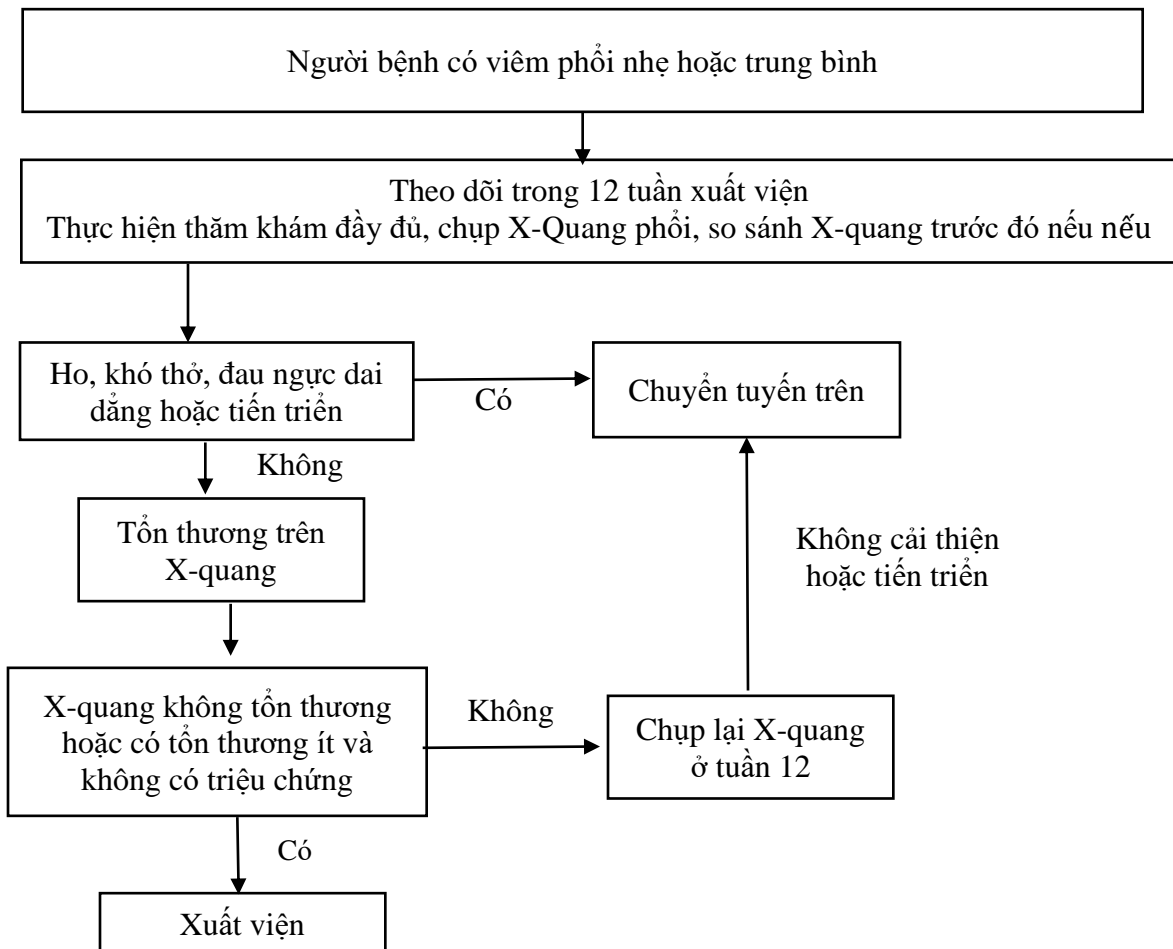 Người bệnh có viêm phổi nhẹ hoặc trung bình
Theo dõi trong 12 tuần xuất viện
Thực hiện thăm khám đầy đủ, chụp X-Quang phổi, so sánh X-quang trước đó nếu nếu
Ho, khó thở, đau ngực dai
dẳng hoặc tiến triển
Có
Chuyển tuyến trên
Không
Tổn thương trên
X-quang
Không cải thiện
hoặc tiến triển
X-quang không tổn thương
hoặc có tổn thương ít và
không có triệu chứng
Không
Chụp lại X-quang
ở tuần 12
Có
Xuất viện